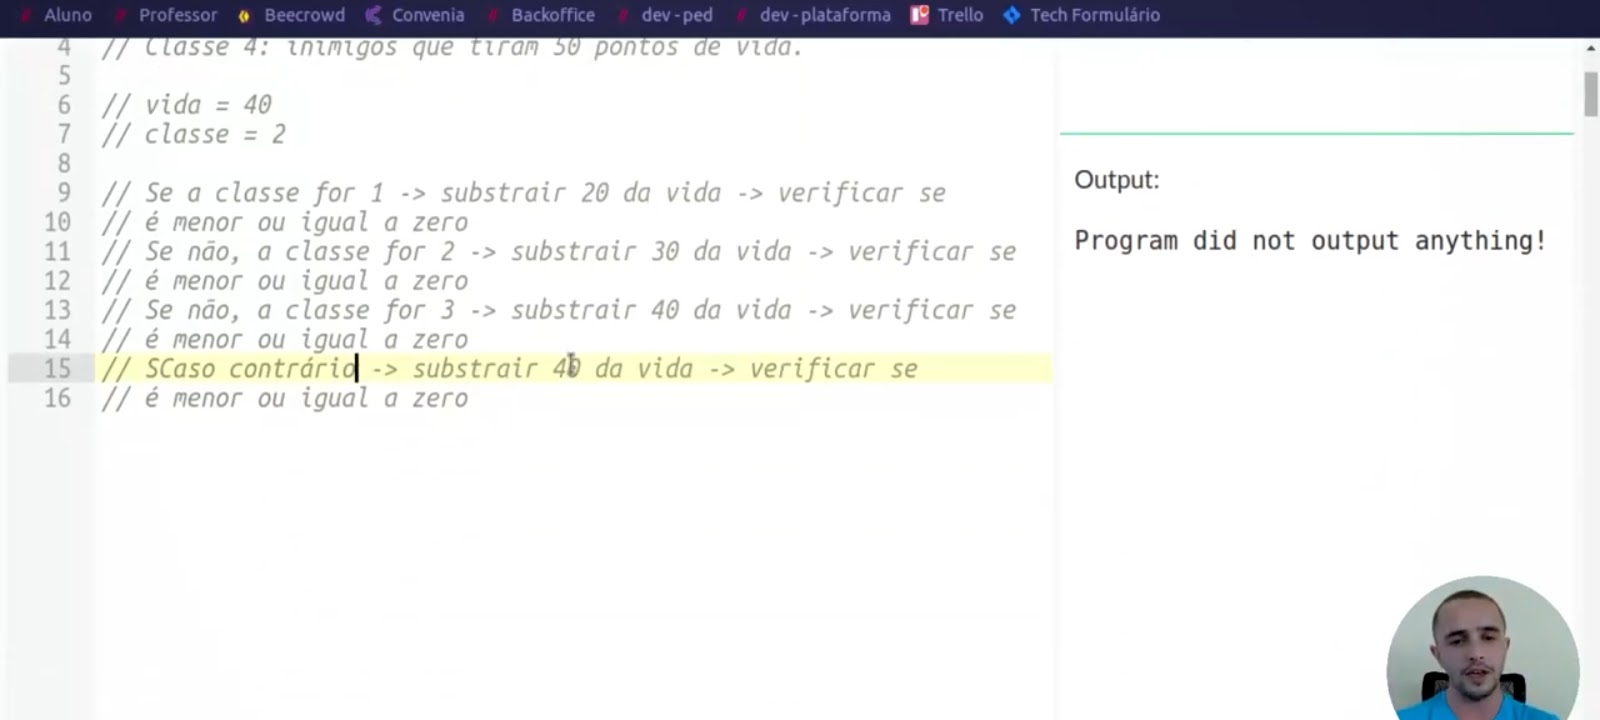 Aluno Professor Beecrowd Convenia Backoffice dev-ped dev-plataforma Trello Tech Formulário
4 // Classe 4: inimigos que tiram 50 pontos de vida.
5
6 // vida = 40
7 // classe = 2
8
9 // Se a classe for 1 -> substrair 20 da vida -> verificar se
10 // é menor ou igual a zero
11 // Se não, a classe for 2 -> substrair 30 da vida -> verificar se
12 // é menor ou igual a zero
13 // Se não, a classe for 3 -> substrair 40 da vida -> verificar se
14 // é menor ou igual a zero
15 // SCaso contrário -> substrair 40 da vida -> verificar se
16 // é menor ou igual a zero
Output:
Program did not output anything!